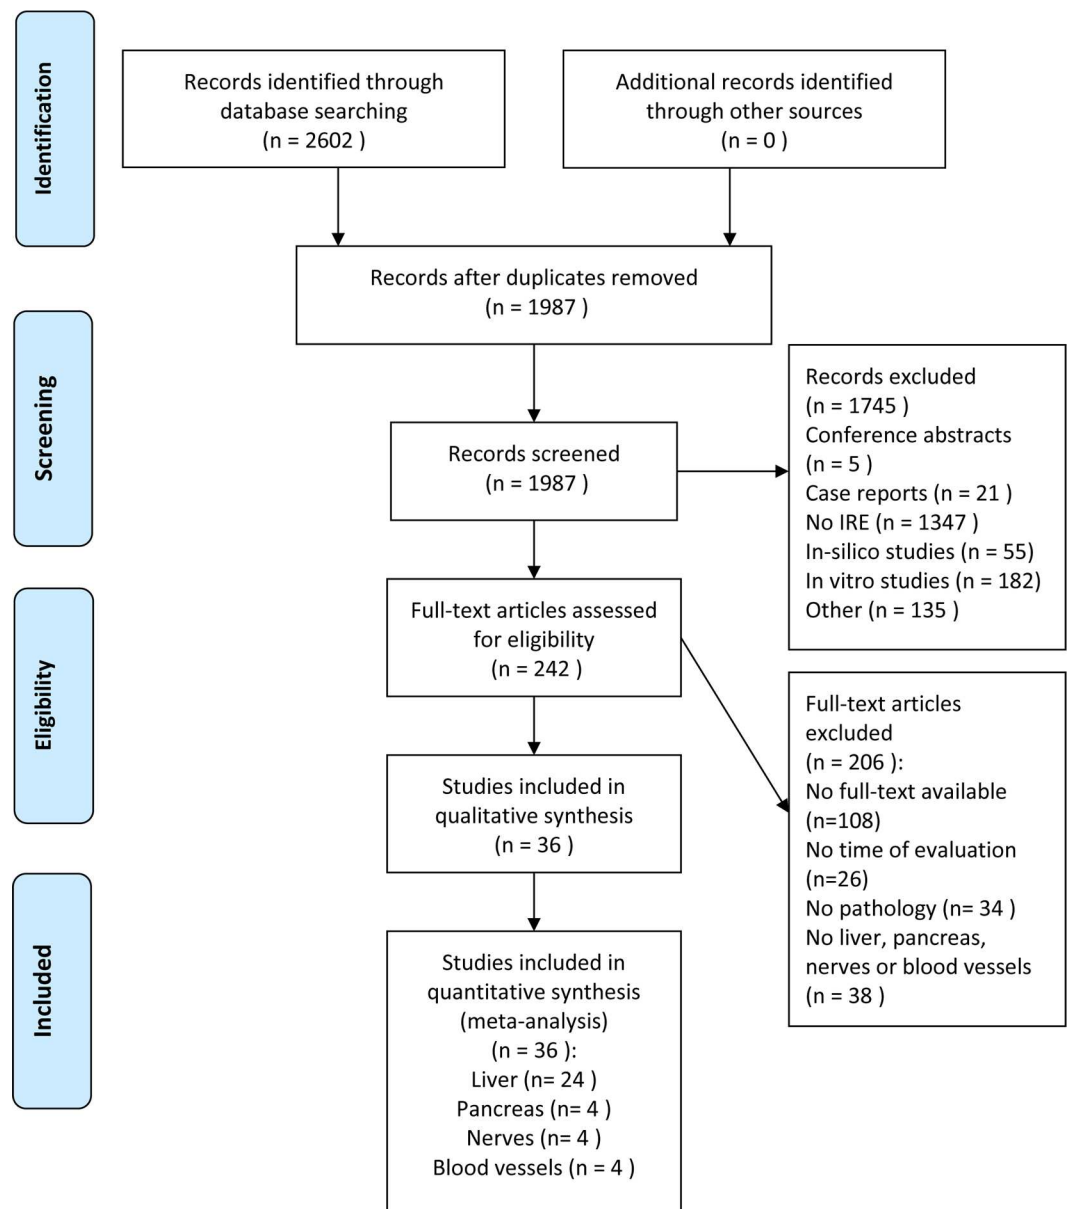 Identification
Records identified through
database searching
(n = 2602 )
Additional records identified
through other sources
(n = 0 )
Records after duplicates removed
(n = 1987 )
Screening
Records screened
(n = 1987 )
Records excluded
(n = 1745 )
Conference abstracts
(n = 5 )
Case reports (n = 21 )
No IRE (n = 1347 )
In-silico studies (n = 55)
In vitro studies (n = 182)
Other (n = 135 )
Eligibility
Full-text articles assessed
for eligibility
(n = 242 )
Full-text articles
excluded
(n = 206 ):
No full-text available
(n=108)
No time of evaluation
(n=26)
No pathology (n= 34 )
No liver, pancreas,
nerves or blood vessels
(n = 38 )
Studies included in
qualitative synthesis
(n = 36 )
Included
Studies included in
quantitative synthesis
(meta-analysis)
(n = 36 ):
Liver (n= 24 )
Pancreas (n= 4 )
Nerves (n= 4 )
Blood vessels (n = 4 )